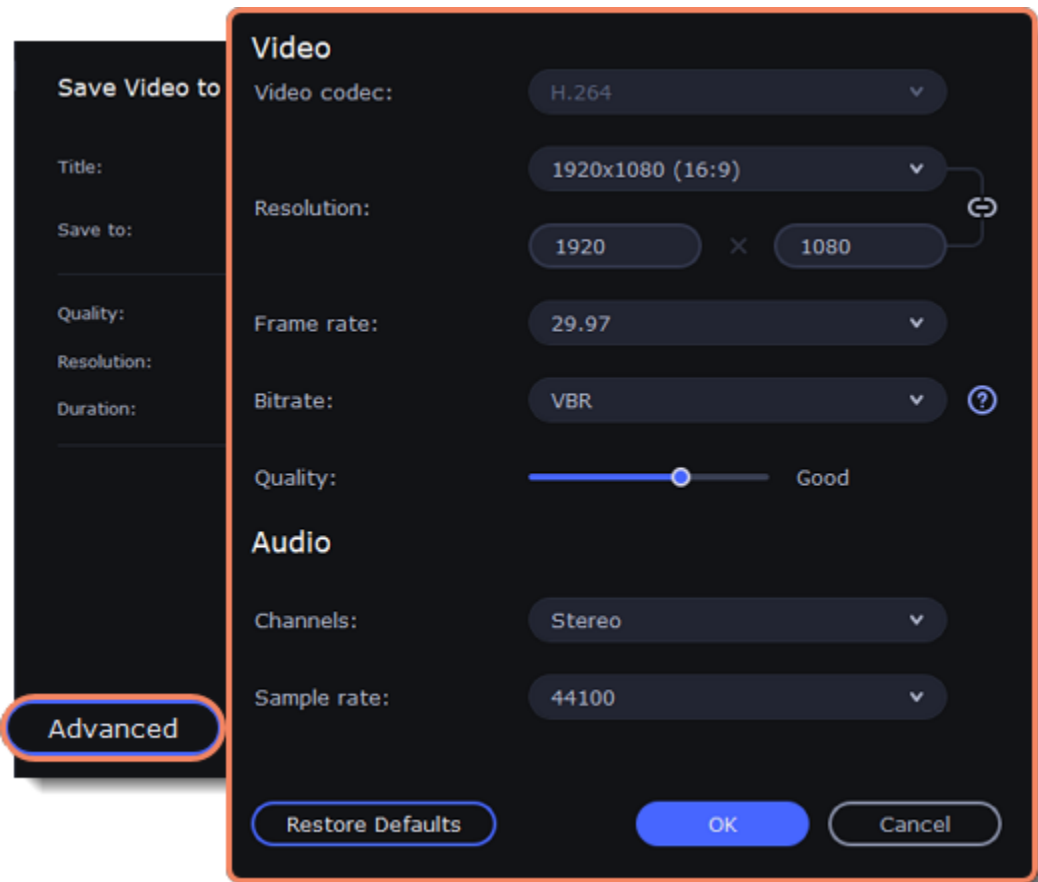 Save Video to
Title:
Save to:
Quality:
Resolution:
Duration:
Advanced
Video
Video codec: H.264
Resolution: 1920x1080 (16:9)
1920 × 1080
Frame rate: 29.97
Bitrate: VBR ?
Quality: Good
Audio
Channels: Stereo
Sample rate: 44100
Restore Defaults OK Cancel